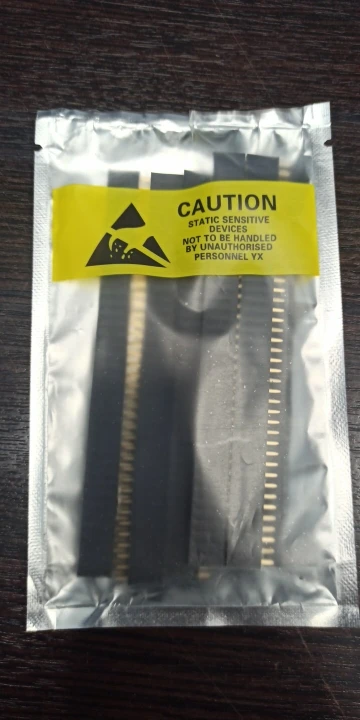 CAUTION
STATIC SENSITIVE
DEVICES
NOT TO BE HANDLED
BY UNAUTHORISED
PERSONNEL YX